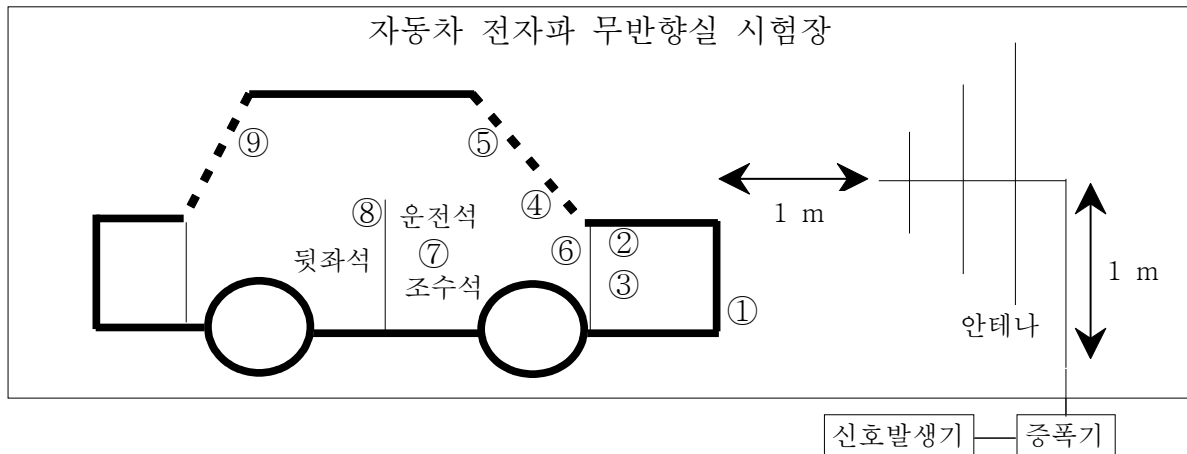 자동차 전자파 무반향실 시험장
⑨
⑤
1 m
④
⑧ 운전석
② 
⑥
뒷좌석 ⑦
조수석
③
①
1 m
안테나
신호발생기
증폭기